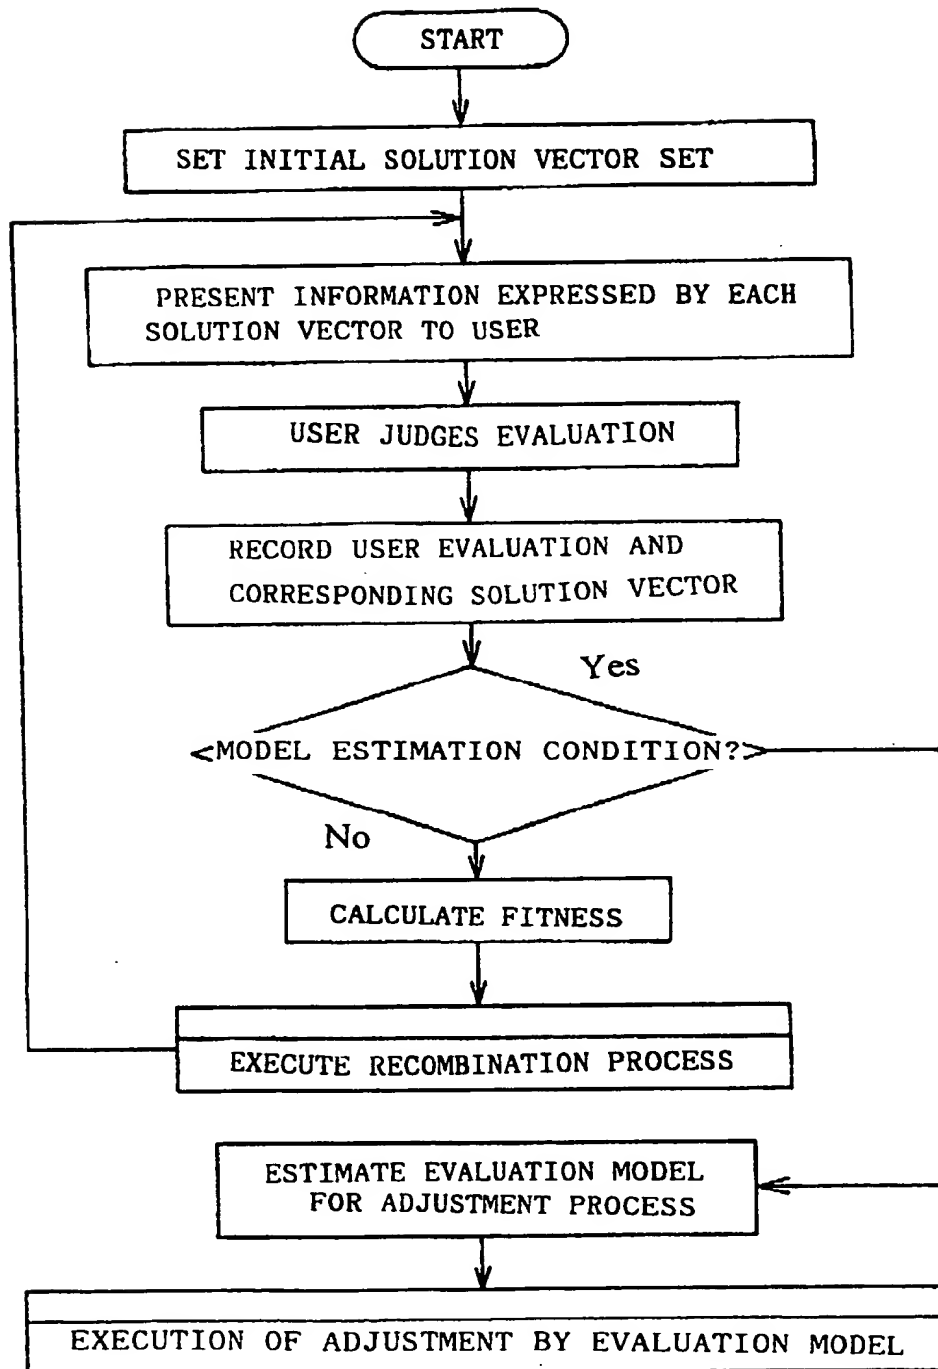 START
SET INITIAL SOLUTION VECTOR SET
PRESENT INFORMATION EXPRESSED BY EACH
SOLUTION VECTOR TO USER
USER JUDGES EVALUATION
RECORD USER EVALUATION AND
CORRESPONDING SOLUTION VECTOR
Yes
MODEL ESTIMATION CONDITION?
No
CALCULATE FITNESS
EXECUTE RECOMBINATION PROCESS
ESTIMATE EVALUATION MODEL
FOR ADJUSTMENT PROCESS
EXECUTION OF ADJUSTMENT BY EVALUATION MODEL